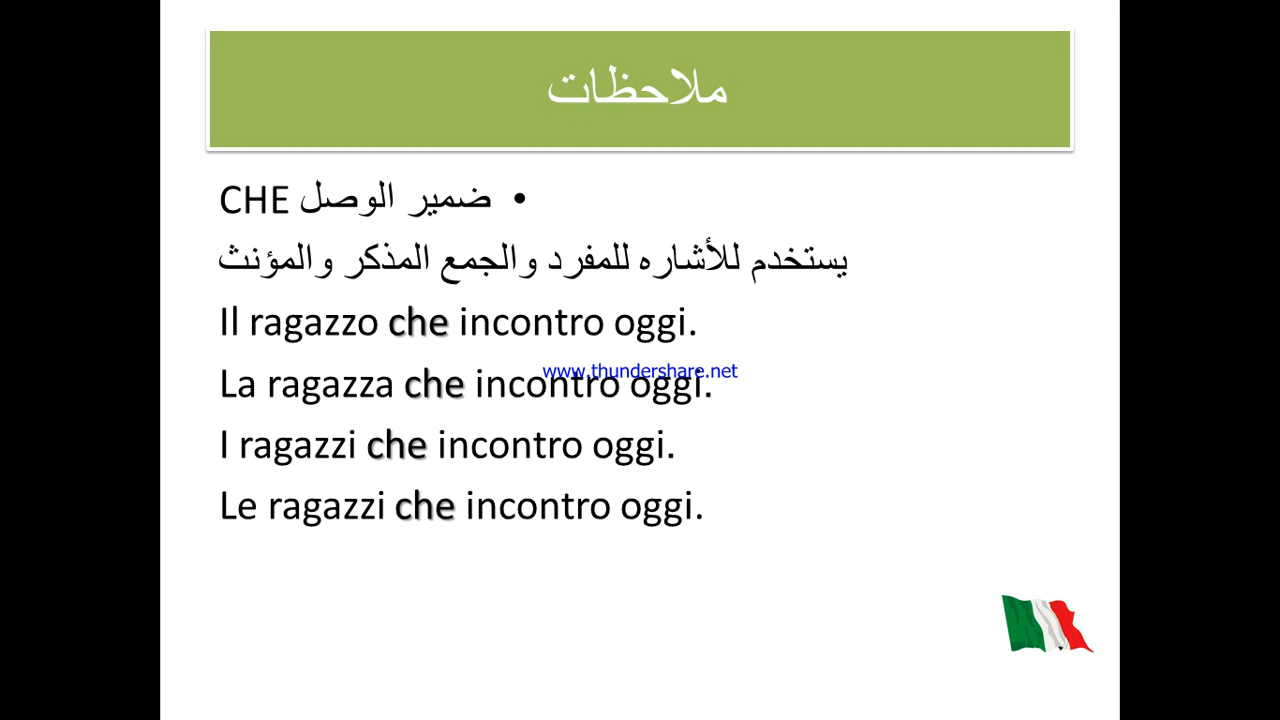 ملاحظات
• ضمير الوصل CHE
يستخدم للأشاره للمفرد والجمع المذكر والمؤنث
Il ragazzo che incontro oggi.
www.thundershare.net
La ragazza che incontro oggi.
I ragazzi che incontro oggi.
Le ragazzi che incontro oggi.